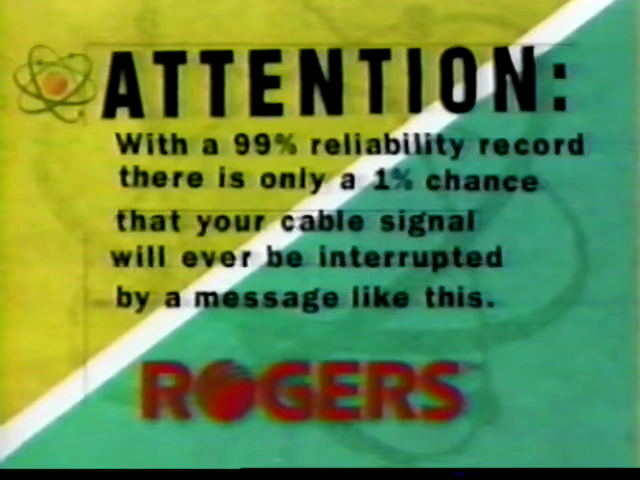 ATTENTION:
With a 99% reliability record
there is only a 1% chance
that your cable signal
will ever be interrupted
by a message like this.
ROGERS